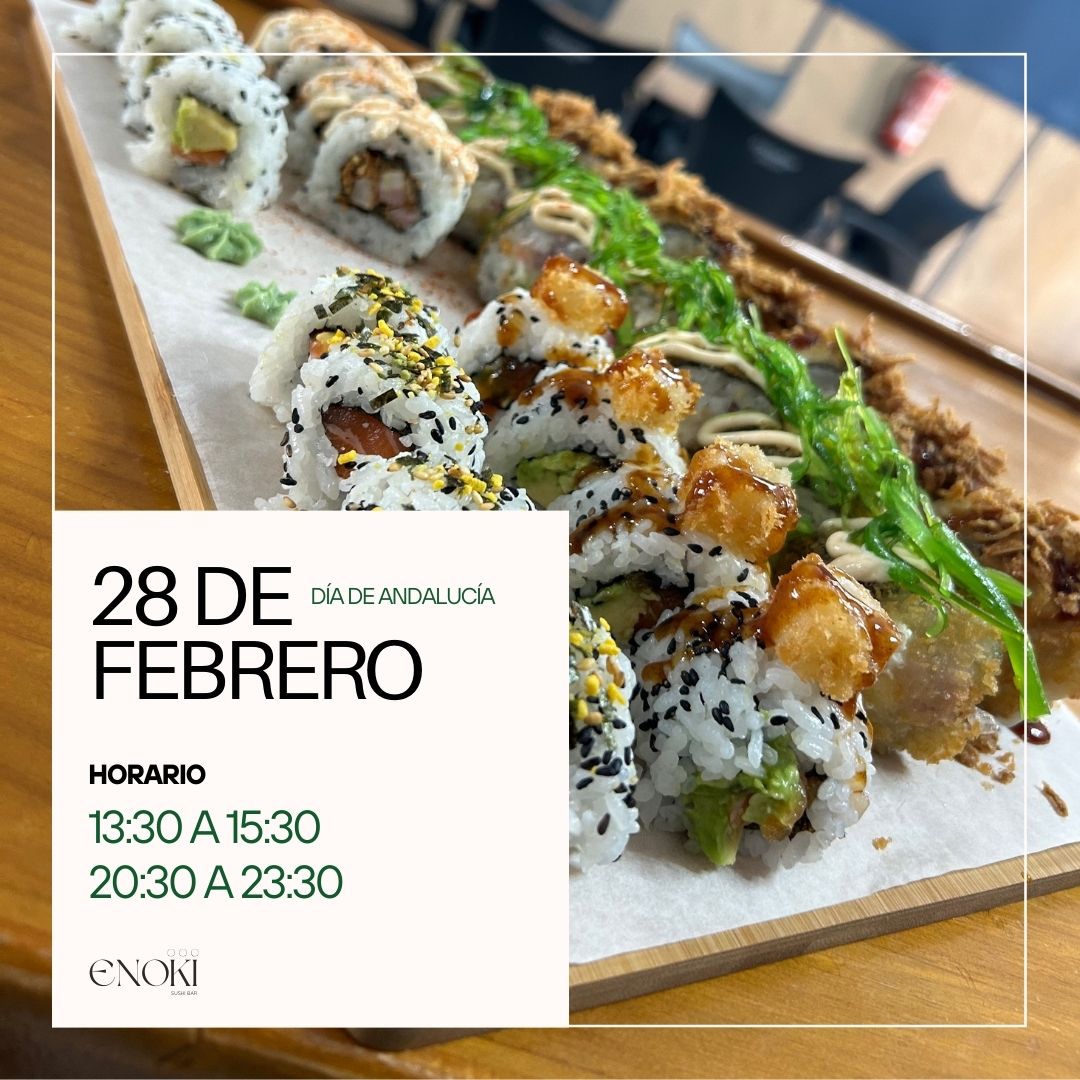 28 DE DÍA DE ANDALUCÍA
FEBRERO
HORARIO
13:30 A 15:30
20:30 A 23:30
ENOKI
SUSHI BAR